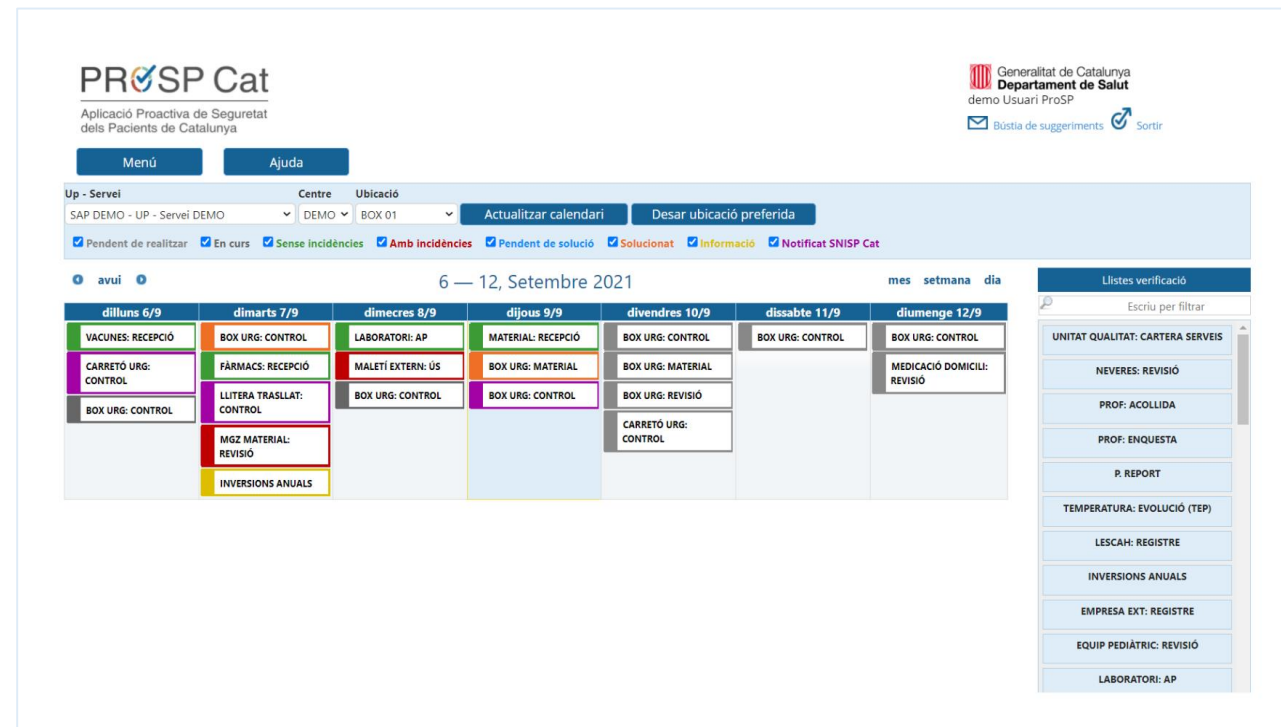 PROSP Cat
Aplicació Proactiva de Seguretat
dels Pacients de Catalunya
Generalitat de Catalunya
Departament de Salut
demo Usuari ProSP
Bústia de suggeriments Sortir
Menú Ajuda
Up - Servei Centre Ubicació
SAP DEMO - UP - Servei DEMO DEMO BOX 01 Actualitzar calendari Desar ubicació preferida
Pendent de realitzar En curs Sense incidències Amb incidències Pendent de solució Solucionat Informació Notificat SNISP Cat
avui 6 — 12, Setembre 2021 mes setmana dia
dilluns 6/9 dimarts 7/9 dimecres 8/9 dijous 9/9 divendres 10/9 dissabte 11/9 diumenge 12/9
VACUNES: RECEPCIÓ
CARRETÓ URG:
CONTROL
BOX URG: CONTROL
BOX URG: CONTROL
FÀRMACS: RECEPCIÓ
LLITERA TRASLLAT:
CONTROL
MGZ MATERIAL:
REVISIÓ
INVERSIONS ANUALS
LABORATORI: AP
MALETÍ EXTERN: ÚS
BOX URG: CONTROL
MATERIAL: RECEPCIÓ
BOX URG: MATERIAL
BOX URG: CONTROL
BOX URG: CONTROL
BOX URG: MATERIAL
BOX URG: REVISIÓ
CARRETÓ URG:
CONTROL
BOX URG: CONTROL
BOX URG: CONTROL
MEDICACIÓ DOMICILI:
REVISIÓ
Llistes verificació
Escriu per filtrar
UNITAT QUALITAT: CARTERA SERVEIS
NEVERES: REVISIÓ
PROF: ACOLLIDA
PROF: ENQUESTA
P. REPORT
TEMPERATURA: EVOLUCIÓ (TEP)
LESCAH: REGISTRE
INVERSIONS ANUALS
EMPRESA EXT: REGISTRE
EQUIP PEDIÀTRIC: REVISIÓ
LABORATORI: AP